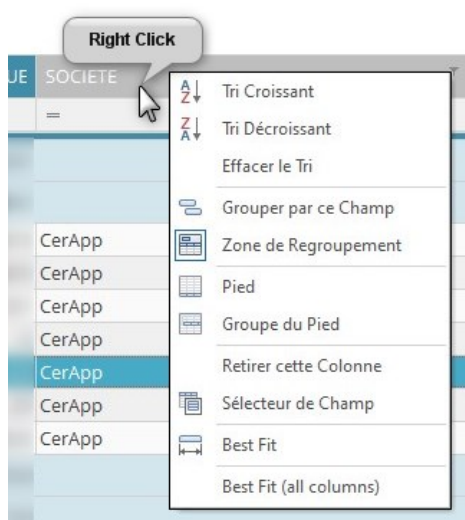 Right Click
UE SOCIETE
=
Tri Croissant
Tri Décroissant
Effacer le Tri
Grouper par ce Champ
Zone de Regroupement
Pied
Groupe du Pied
Retirer cette Colonne
Sélecteur de Champ
Best Fit
Best Fit (all columns)
CerApp
CerApp
CerApp
CerApp
CerApp
CerApp
CerApp